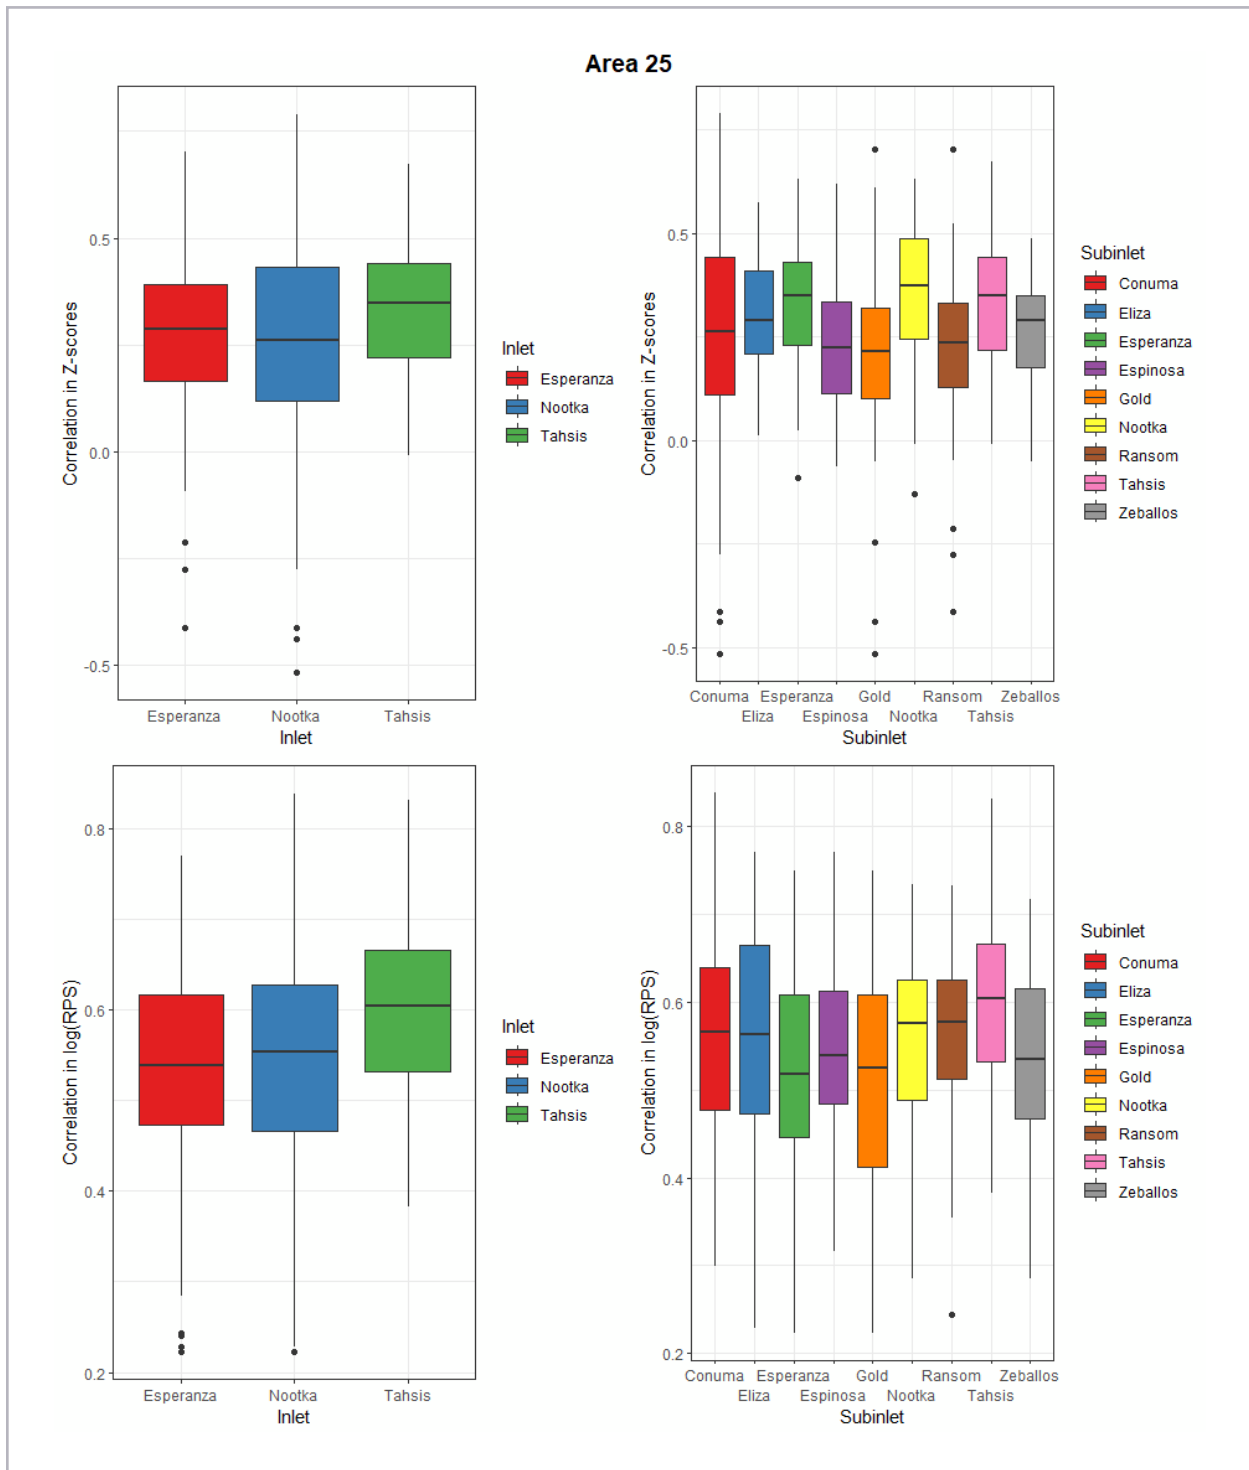 Area 25
Correlation in Z-scores
0.5
0.0
-0.5
Esperanza
Nootka
Tahsis
Inlet
Inlet
Esperanza
Nootka
Tahsis
Correlation in Z-scores
0.5
0.0
-0.5
Conuma
Eliza
Esperanza
Espinosa
Gold
Nootka
Ransom
Tahsis
Zeballos
Subinlet
Subinlet
Conuma
Eliza
Esperanza
Espinosa
Gold
Nootka
Ransom
Tahsis
Zeballos
Correlation in log(RPS)
0.8
0.6
0.4
0.2
Esperanza
Nootka
Tahsis
Inlet
Inlet
Esperanza
Nootka
Tahsis
Correlation in log(RPS)
0.8
0.6
0.4
0.2
Conuma
Eliza
Esperanza
Espinosa
Gold
Nootka
Ransom
Tahsis
Zeballos
Subinlet
Subinlet
Conuma
Eliza
Esperanza
Espinosa
Gold
Nootka
Ransom
Tahsis
Zeballos